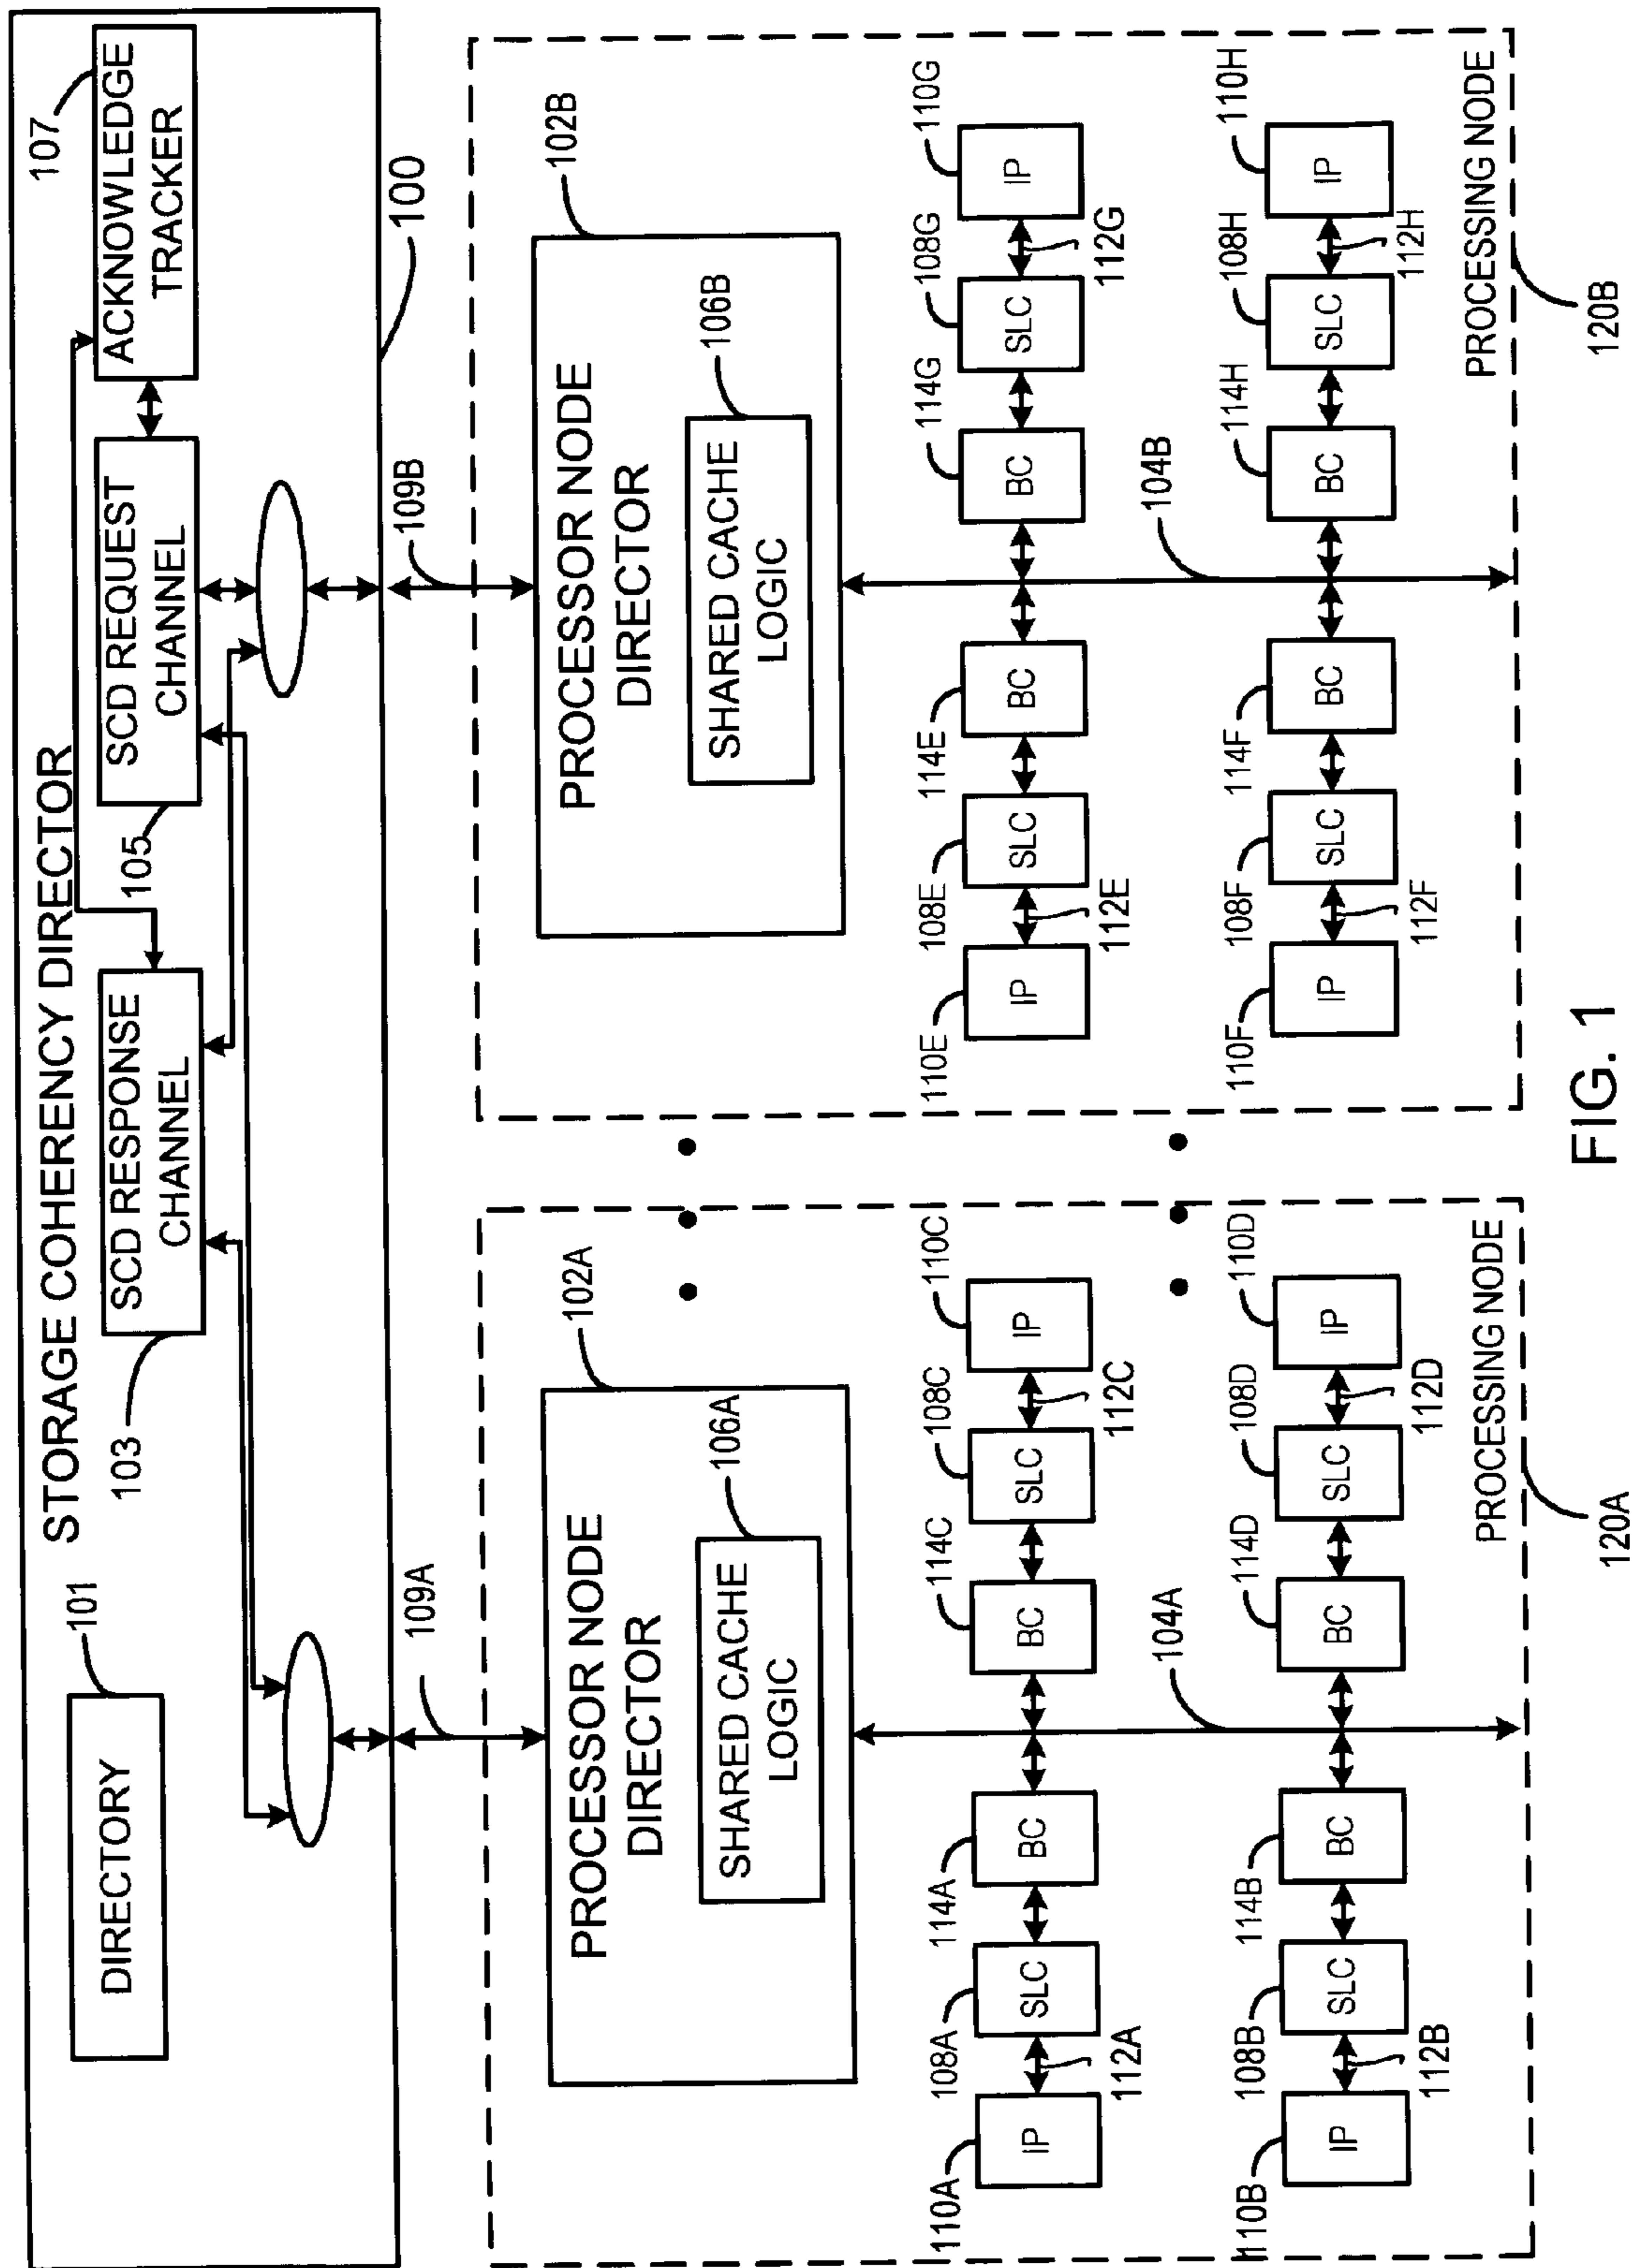 STORAGE COHERENCY DIRECTOR
DIRECTORY
101
SCD RESPONSE
CHANNEL
103
SCD REQUEST
CHANNEL
105
ACKNOWLEDGE
TRACKER
107
100
109A
109B
PROCESSOR NODE
DIRECTOR
102A
SHARED CACHE
LOGIC
106A
110A
108A
114A
114C
108C
110C
IP
SLC
BC
BC
SLC
IP
112A
112C
104A
110B
108B
114B
114D
108D
110D
IP
SLC
BC
BC
SLC
IP
112B
112D
PROCESSING NODE
120A
PROCESSOR NODE
DIRECTOR
102B
SHARED CACHE
LOGIC
106B
110E
108E
114E
114G
108G
110G
IP
SLC
BC
BC
SLC
IP
112E
112G
104B
110F
108F
114F
114H
108H
110H
IP
SLC
BC
BC
SLC
IP
112F
112H
PROCESSING NODE
120B
FIG. 1